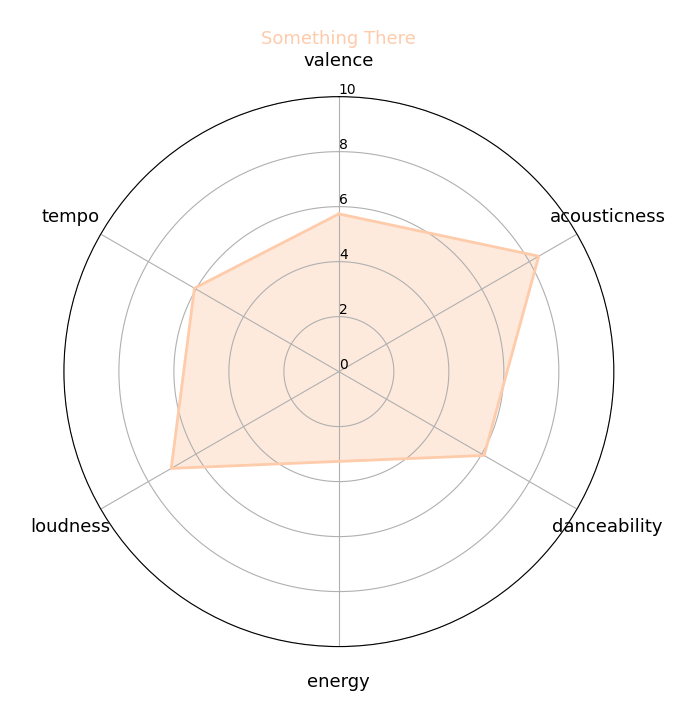 Something There
valence
10
8
tempo
6
acousticness
4
2
0
loudness
danceability
energy